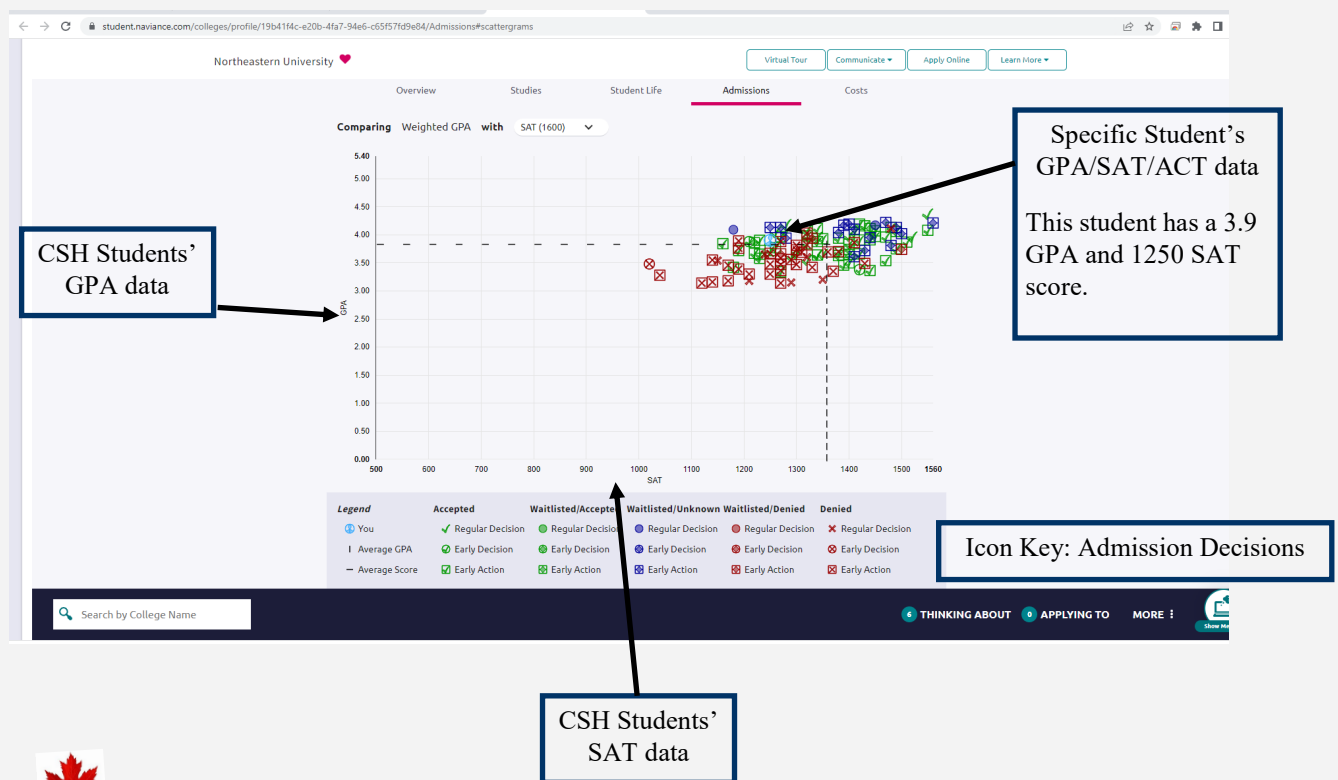 student.naviance.com/colleges/profile/19b41f4c-e20b-4fa7-94e6-c65f57fd9e84/Admissions#scattergrams
Northeastern University
Virtual Tour
Communicate
Apply Online
Learn More
Overview
Studies
Student Life
Admissions
Costs
Comparing Weighted GPA with SAT (1600)
Specific Student's
GPA/SAT/ACT data
This student has a 3.9
GPA and 1250 SAT
score.
CSH Students'
GPA data
GPA
5.40
5.00
4.50
4.00
3.50
3.00
2.50
2.00
1.50
1.00
0.50
0.00
500 600 700 800 900 1000 1100 1200 1300 1400 1500 1560
SAT
Legend Accepted Waitlisted/Accepted Waitlisted/Unknown Waitlisted/Denied Denied
You Regular Decision Regular Decision Regular Decision Regular Decision Regular Decision
Average GPA Early Decision Early Decision Early Decision Early Decision Early Decision
Average Score Early Action Early Action Early Action Early Action Early Action
Icon Key: Admission Decisions
Search by College Name
6 THINKING ABOUT 0 APPLYING TO MORE
Show
CSH Students'
SAT data